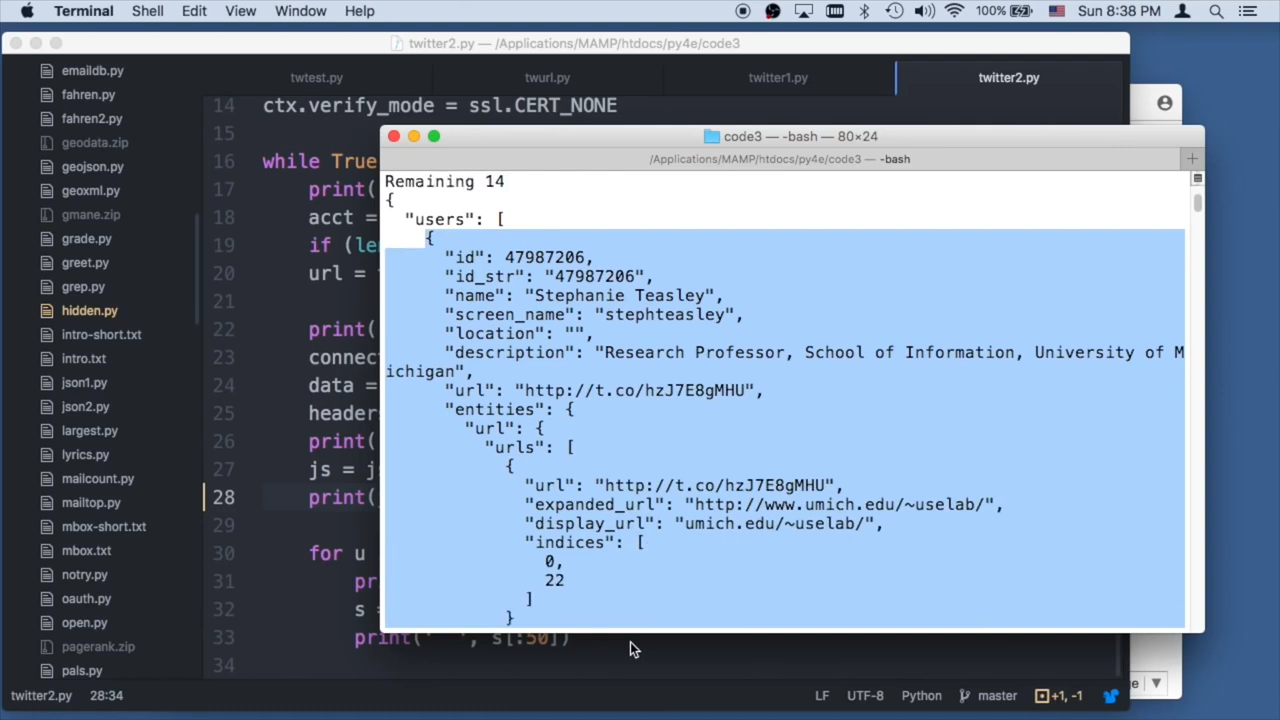 Terminal Shell Edit View Window Help 100% Sun 8:38 PM
twitter2.py — /Applications/MAMP/htdocs/py4e/code3
emaildb.py
fahren.py
fahren2.py
geodata.zip
geojson.py
geoxml.py
gmane.zip
grade.py
greet.py
grep.py
hidden.py
intro-short.txt
intro.txt
json1.py
json2.py
largest.py
lyrics.py
mailcount.py
mailtop.py
mbox-short.txt
mbox.txt
notry.py
oauth.py
open.py
pagerank.zip
pals.py
twtest.py twurl.py twitter1.py twitter2.py
14 ctx.verify_mode = ssl.CERT_NONE
15
16 while True
17 print(
18 acct =
19 if (le
20 url =
21
22 print(
23 connect
24 data =
25 headers
26 print(
27 js = js
28 print(
29
30 for u
31 pr
32 s =
33 print(' ', s[:50])
34
code3 — -bash — 80×24
/Applications/MAMP/htdocs/py4e/code3 — -bash
Remaining 14
{
"users": [
{
"id": 47987206,
"id_str": "47987206",
"name": "Stephanie Teasley",
"screen_name": "stephteasley",
"location": "",
"description": "Research Professor, School of Information, University of M
ichigan",
"url": "http://t.co/hzJ7E8gMHU",
"entities": {
"url": {
"urls": [
{
"url": "http://t.co/hzJ7E8gMHU",
"expanded_url": "http://www.umich.edu/~uselab/",
"display_url": "umich.edu/~uselab/",
"indices": [
0,
22
]
}
twitter2.py 28:34 LF UTF-8 Python master +1, -1